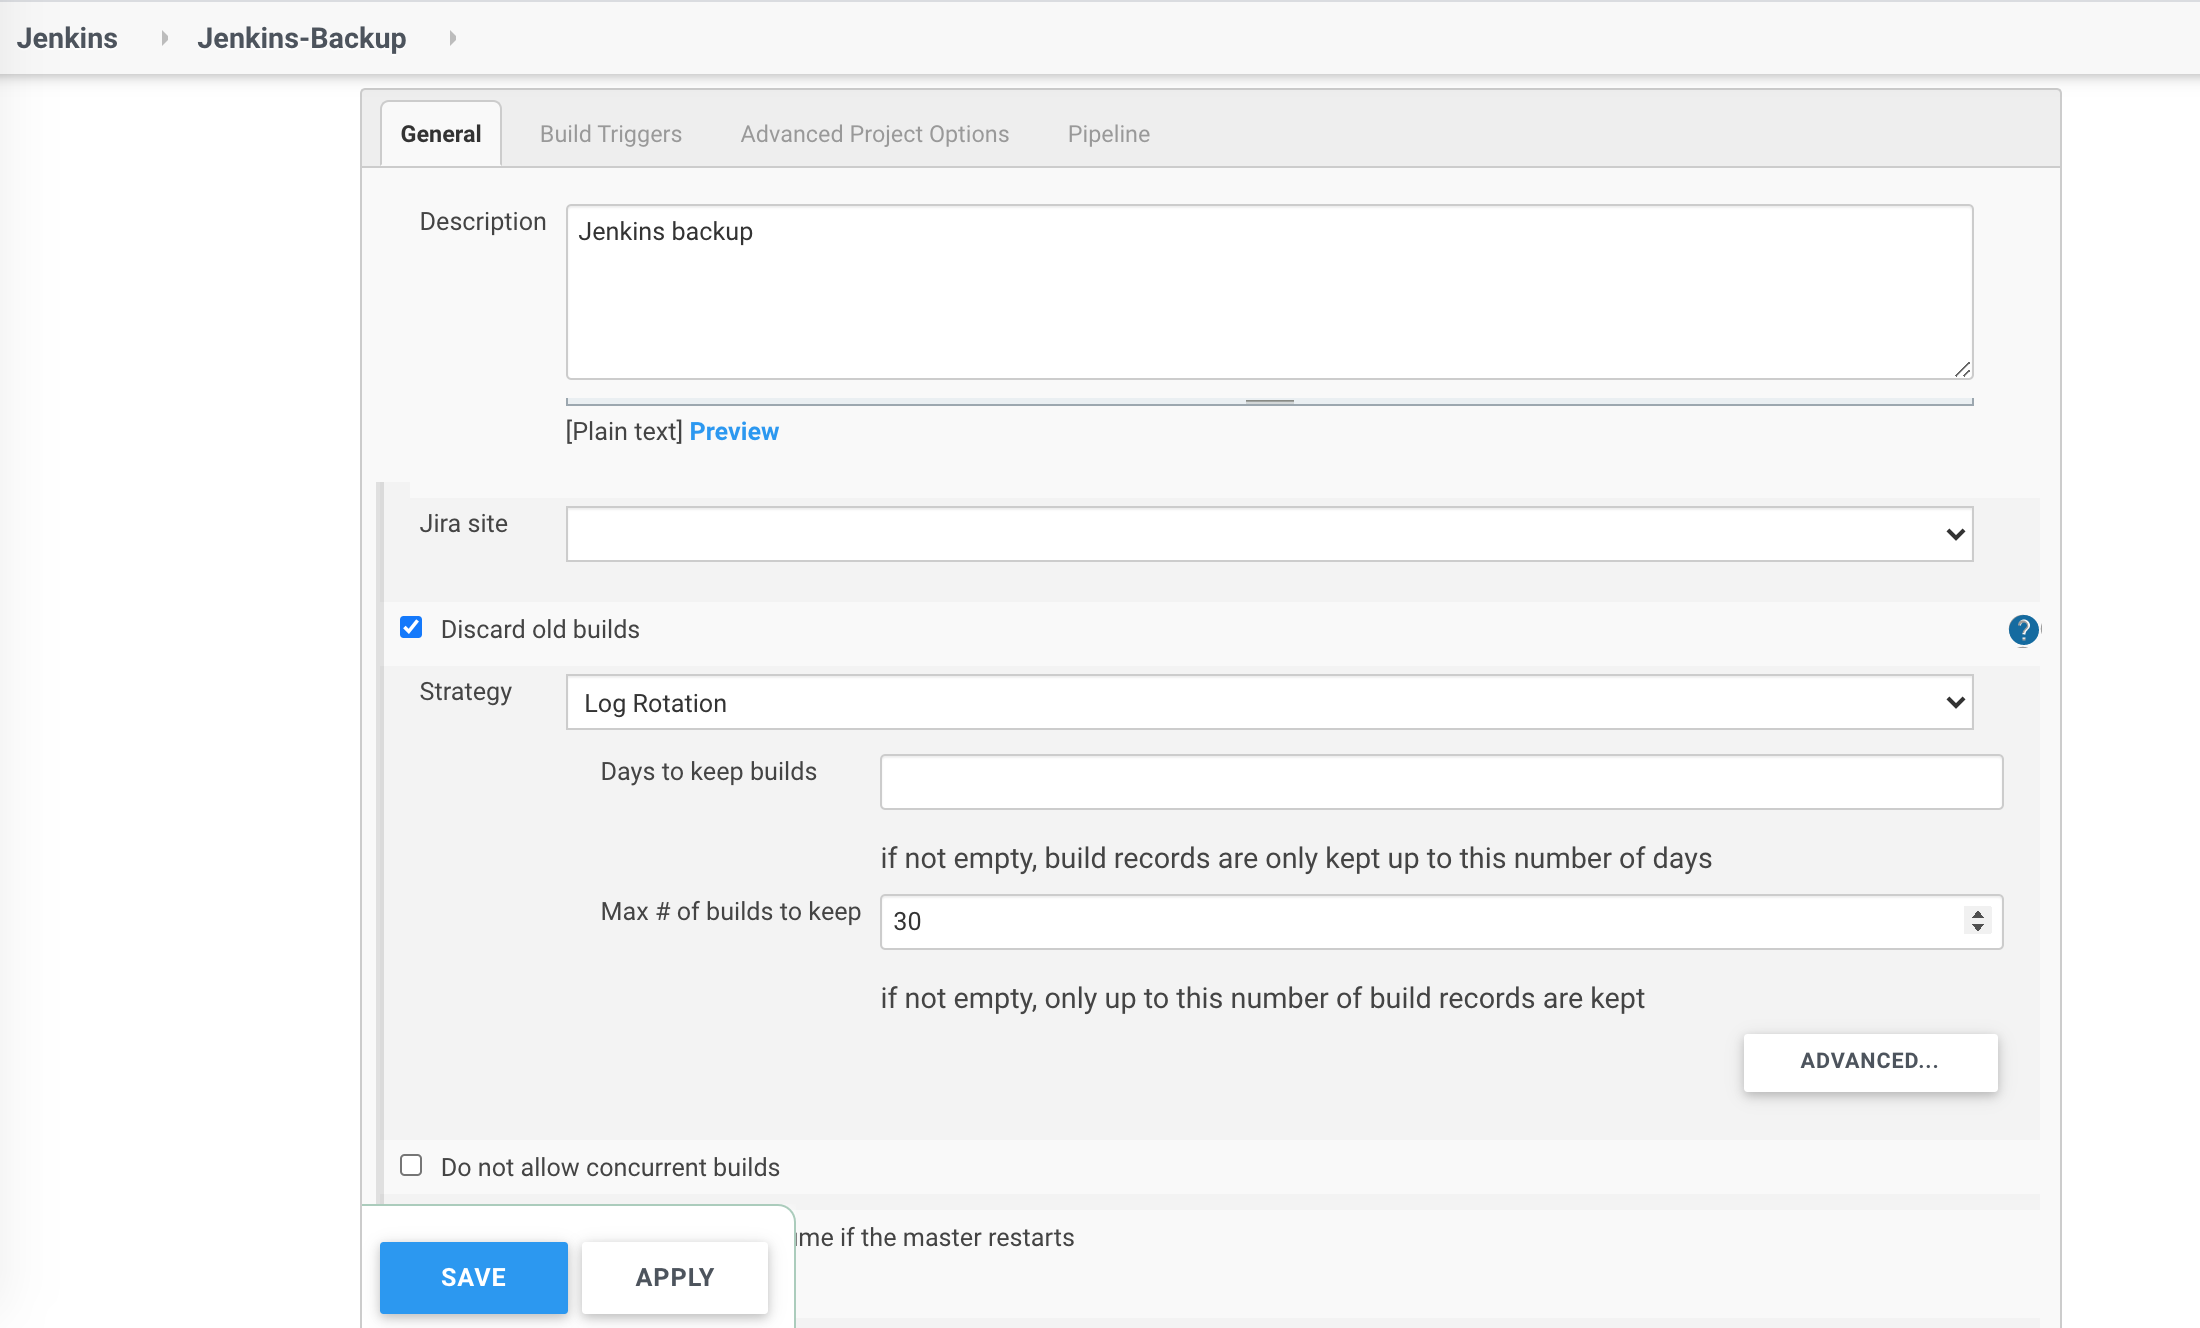 Jenkins
Jenkins-Backup
General
Build Triggers
Advanced Project Options
Pipeline
Description
Jenkins backup
[Plain text] Preview
Jira site
Discard old builds
?
Strategy
Log Rotation
Days to keep builds
if not empty, build records are only kept up to this number of days
Max # of builds to keep
30
if not empty, only up to this number of build records are kept
ADVANCED...
Do not allow concurrent builds
if the master restarts
SAVE
APPLY